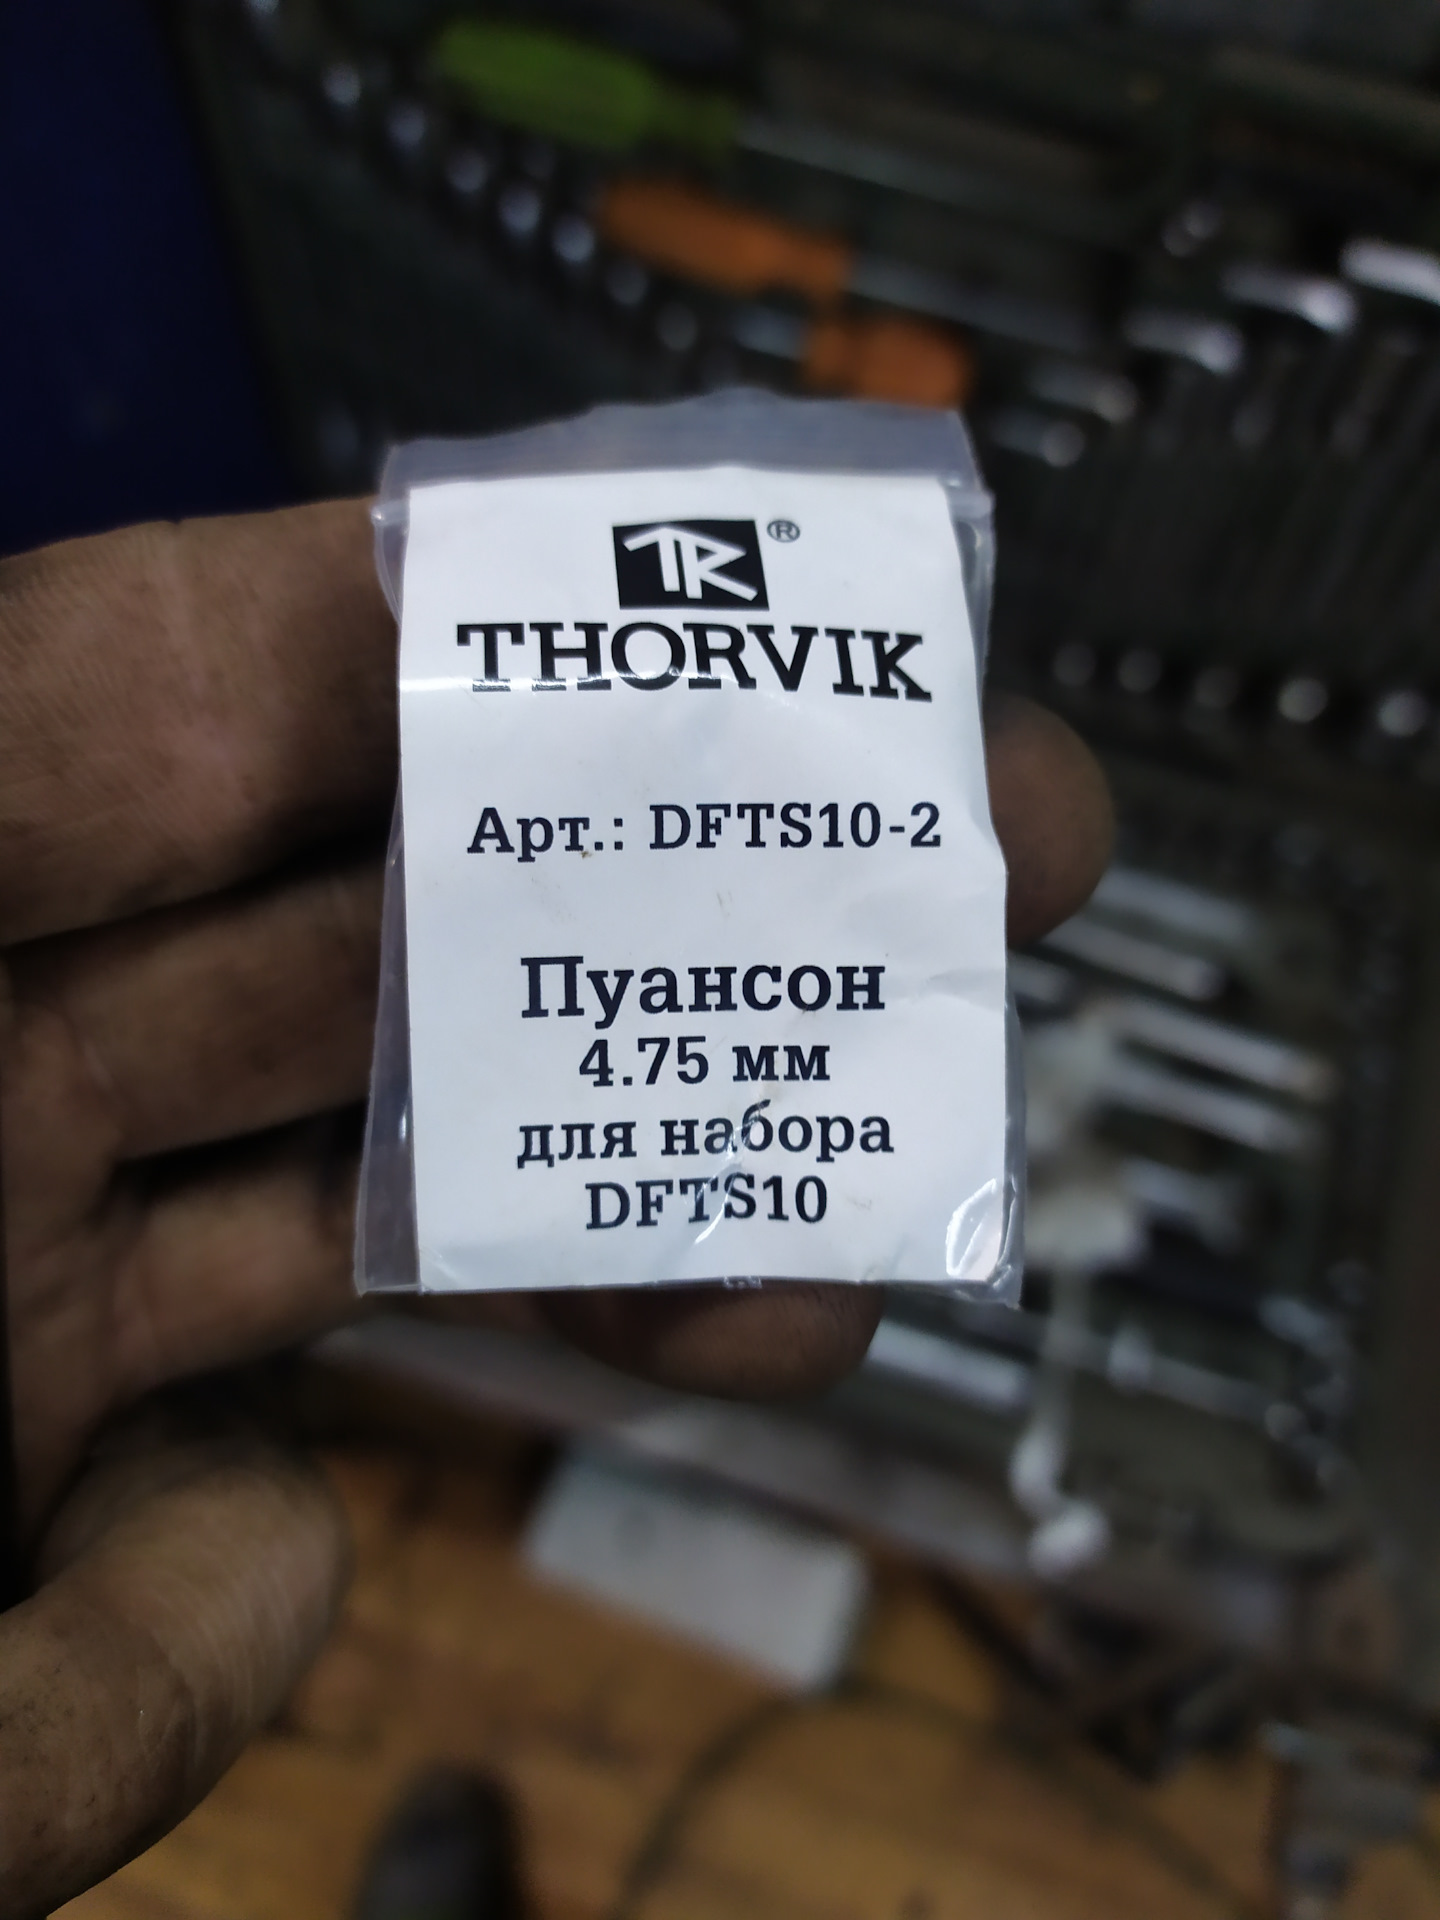 TR®
THORVIK
Арт.: DFTS10-2
Пуансон
4.75 мм
для набора
DFTS10